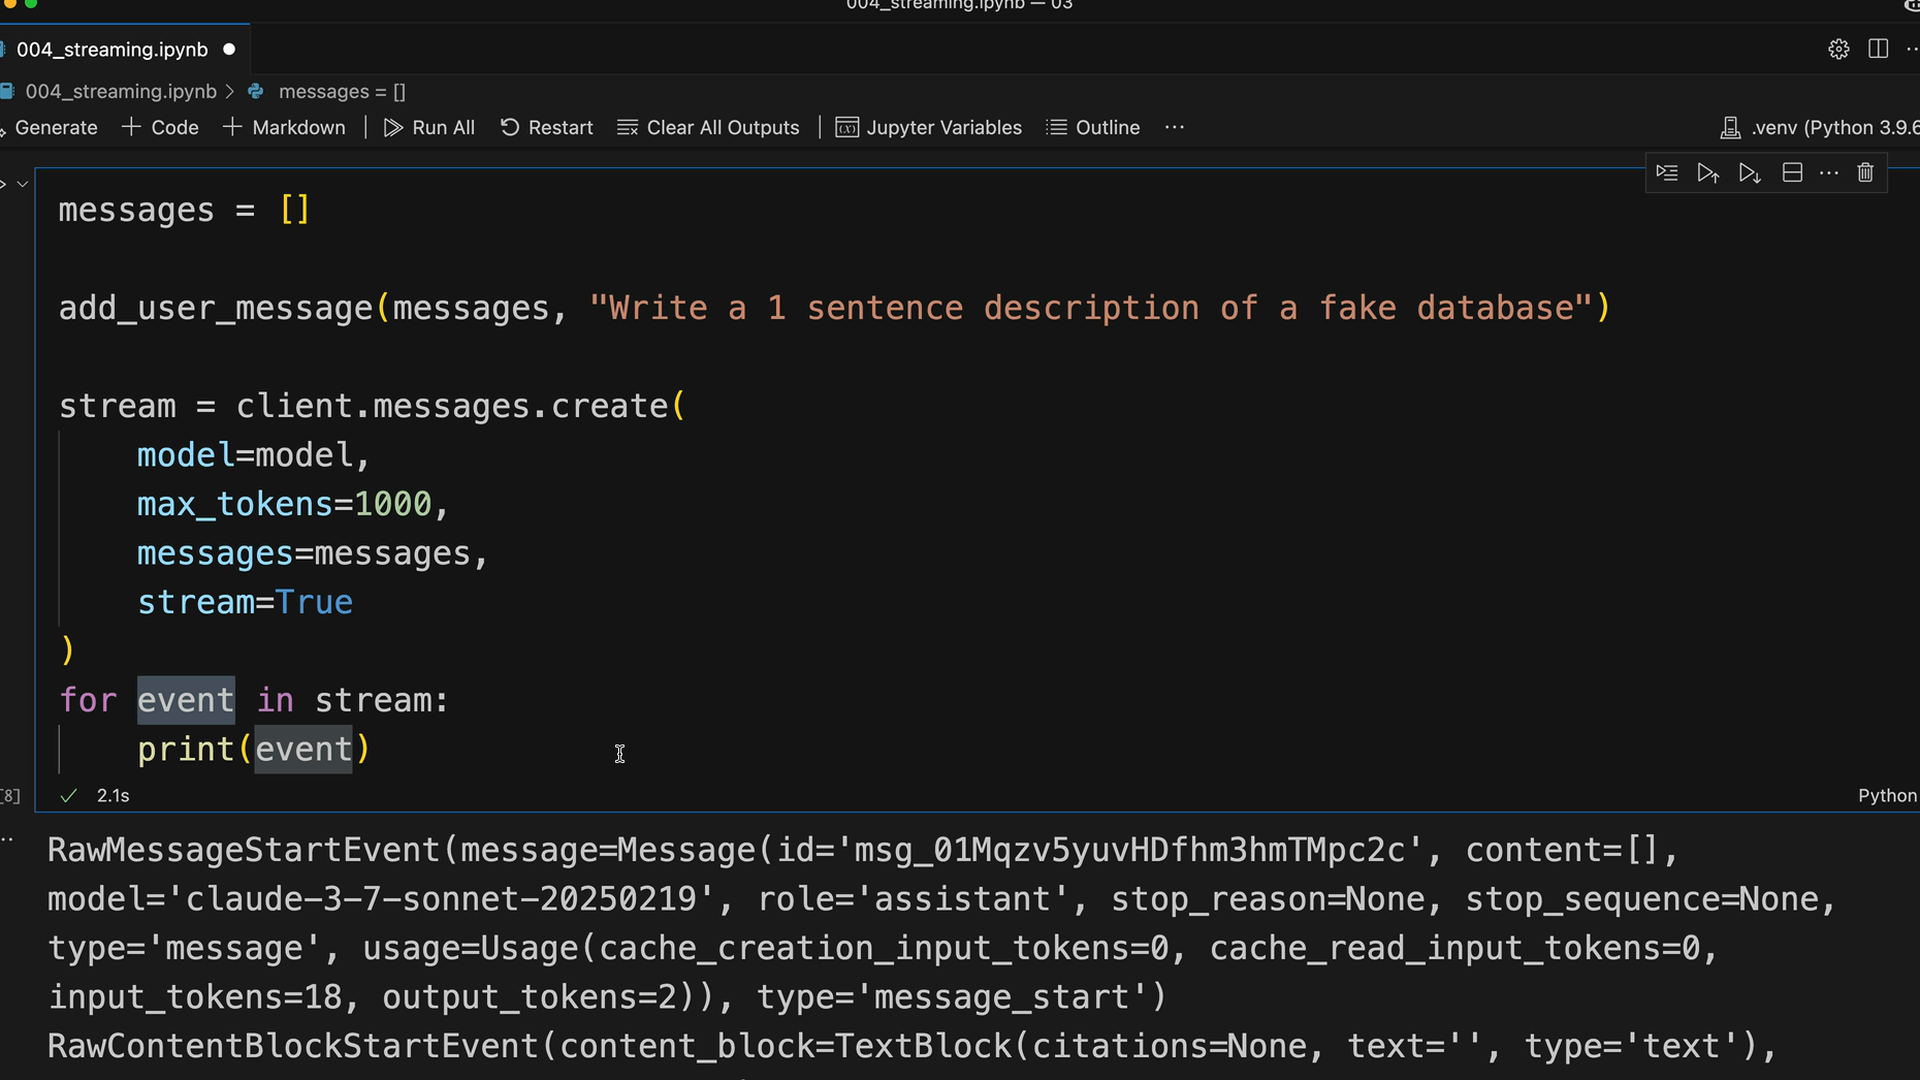 004_streaming.ipynb — 03
004_streaming.ipynb
004_streaming.ipynb > messages = []
Generate + Code + Markdown Run All Restart Clear All Outputs Jupyter Variables Outline ··· .venv (Python 3.9.6
messages = []
add_user_message(messages, "Write a 1 sentence description of a fake database")
stream = client.messages.create(
    model=model,
    max_tokens=1000,
    messages=messages,
    stream=True
)
for event in stream:
    print(event)
[8] 2.1s Python
RawMessageStartEvent(message=Message(id='msg_01Mqzv5yuvHDfhm3hmTMpc2c', content=[],
model='claude-3-7-sonnet-20250219', role='assistant', stop_reason=None, stop_sequence=None,
type='message', usage=Usage(cache_creation_input_tokens=0, cache_read_input_tokens=0,
input_tokens=18, output_tokens=2)), type='message_start')
RawContentBlockStartEvent(content_block=TextBlock(citations=None, text='', type='text'),